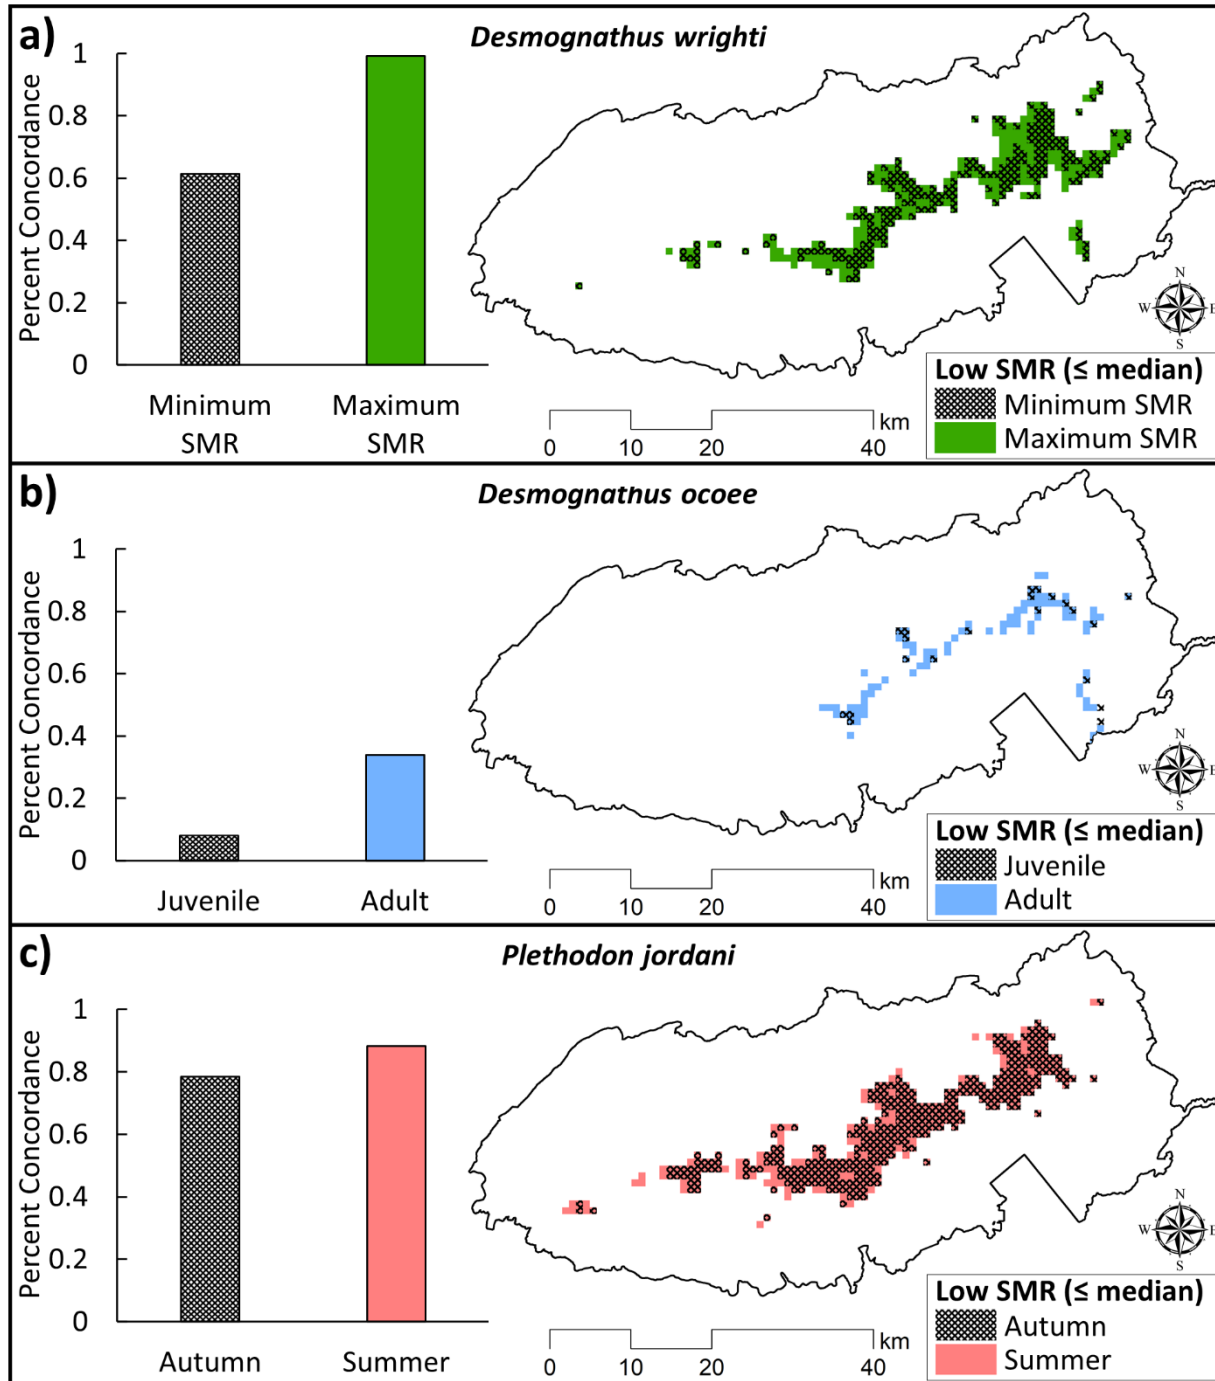 a)
Desmognathus wrighti
Percent Concordance
1
0.8
0.6
0.4
0.2
0
Minimum
SMR
Maximum
SMR
N
W
E
S
km
0
10
20
40
Low SMR (≤ median)
Minimum SMR
Maximum SMR
b)
Desmognathus ocoee
Percent Concordance
1
0.8
0.6
0.4
0.2
0
Juvenile
Adult
N
W
E
S
km
0
10
20
40
Low SMR (≤ median)
Juvenile
Adult
c)
Plethodon jordani
Percent Concordance
1
0.8
0.6
0.4
0.2
0
Autumn
Summer
N
W
E
S
km
0
10
20
40
Low SMR (≤ median)
Autumn
Summer